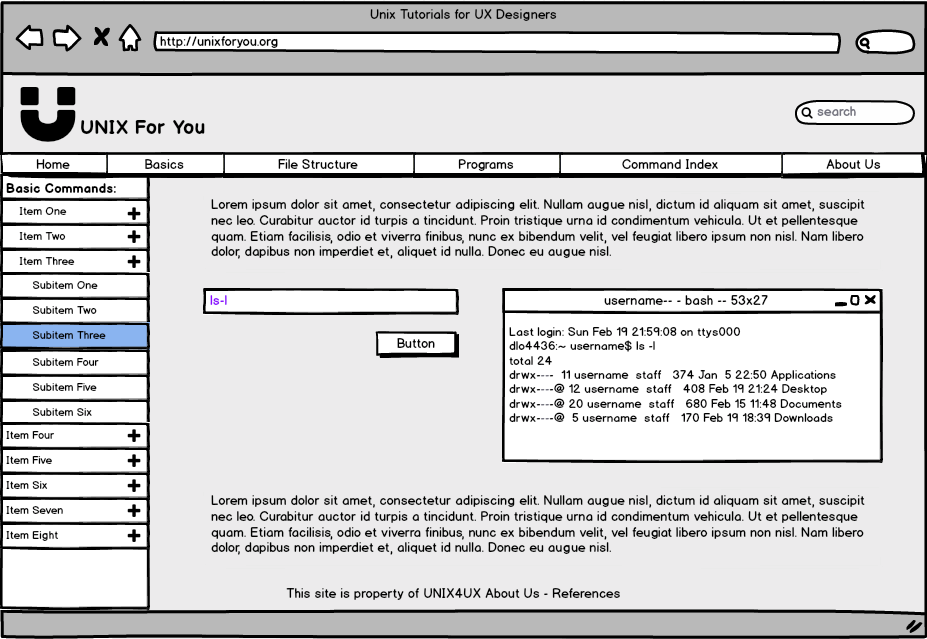 Unix Tutorials for UX Designers
http://unixforyou.org
UNIX For You
search
Home Basics File Structure Programs Command Index About Us
Basic Commands:
Item One
Item Two
Item Three
Subitem One
Subitem Two
Subitem Three
Subitem Four
Subitem Five
Subitem Six
Item Four
Item Five
Item Six
Item Seven
Item Eight
Lorem ipsum dolor sit amet, consectetur adipiscing elit. Nullam augue nisl, dictum id aliquam sit amet, suscipit
nec leo. Curabitur auctor id turpis a tincidunt. Proin tristique urna id condimentum vehicula. Ut et pellentesque
quam. Etiam facilisis, odio et viverra finibus, nunc ex bibendum velit, vel feugiat libero ipsum non nisl. Nam libero
dolor, dapibus non imperdiet et, aliquet id nulla. Donec eu augue nisl.
ls-l
Button
username-- - bash -- 53x27
Last login: Sun Feb 19 21:59:08 on ttys000
dlo4436:~ username$ ls -l
total 24
drwx---- 11 username staff 374 Jan 5 22:50 Applications
drwx----@ 12 username staff 408 Feb 19 21:24 Desktop
drwx----@ 20 username staff 680 Feb 15 11:48 Documents
drwx----@ 5 username staff 170 Feb 19 18:39 Downloads
Lorem ipsum dolor sit amet, consectetur adipiscing elit. Nullam augue nisl, dictum id aliquam sit amet, suscipit
nec leo. Curabitur auctor id turpis a tincidunt. Proin tristique urna id condimentum vehicula. Ut et pellentesque
quam. Etiam facilisis, odio et viverra finibus, nunc ex bibendum velit, vel feugiat libero ipsum non nisl. Nam libero
dolor, dapibus non imperdiet et, aliquet id nulla. Donec eu augue nisl.
This site is property of UNIX4UX About Us - References